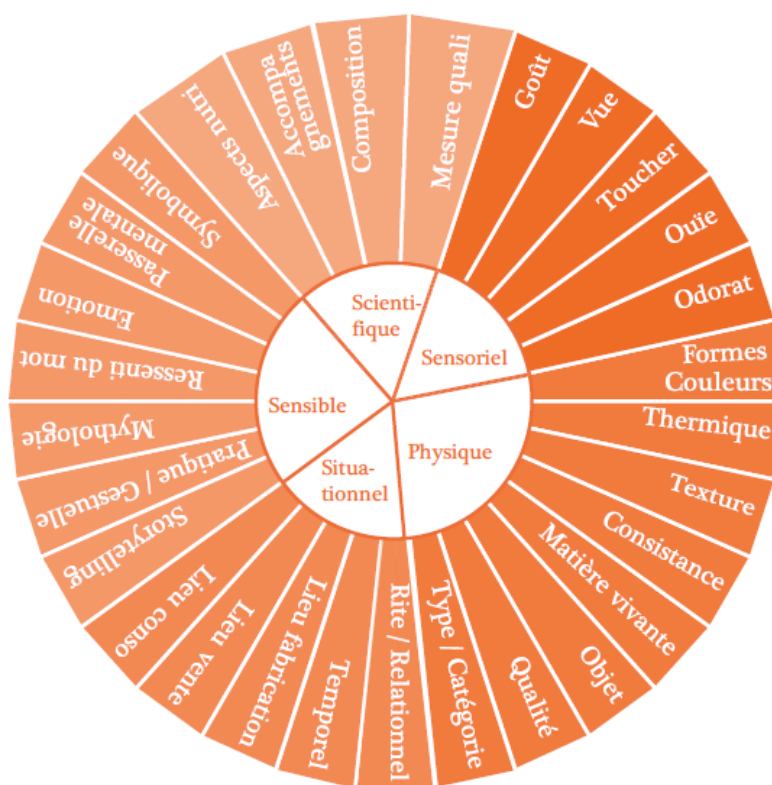 Scienti-
fique
Sensoriel
Physique
Situa-
tionnel
Sensible
Goût
Vue
Toucher
Ouïe
Odorat
Formes
Couleurs
Thermique
Texture
Consistance
Matière vivante
Objet
Qualité
Type / Catégorie
Rite / Relationnel
Temporel
Lieu fabrication
Lieu vente
Lieu conso
Storytelling
Pratique / Gestuelle
Mythologie
Ressenti du mot
Emotion
Passerelle
mentale
Symbolique
Aspects nutri
Accompa
gnements
Composition
Mesure quali